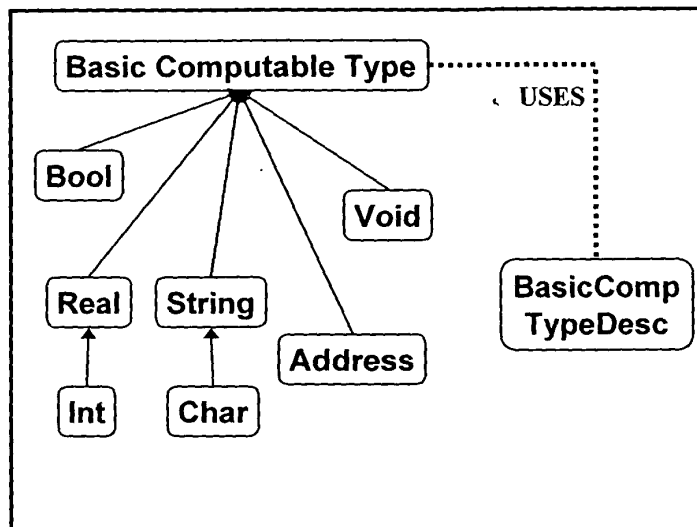 Basic Computable Type
USES
Bool
Void
Real
String
BasicComp
TypeDesc
Address
Int
Char